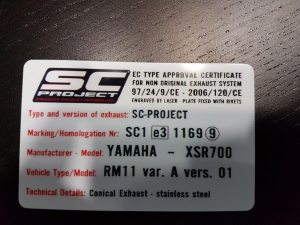 SC
PROJECT
EC TYPE APPROVAL CERTIFICATE
FOR NON ORIGINAL EXHAUST SYSTEM
97/24/9/CE - 2006/120/CE
ENGRAVED BY LASER - PLATE FIXED WITH RIVETS
Type and version of exhaust: SC-PROJECT
Marking/Homologation Nr: SC1 e3 1169 9
Manufacturer - Model: YAMAHA - XSR700
Vehicle Type/Model: RM11 var. A vers. 01
Technical Details: Conical Exhaust - stainless steel